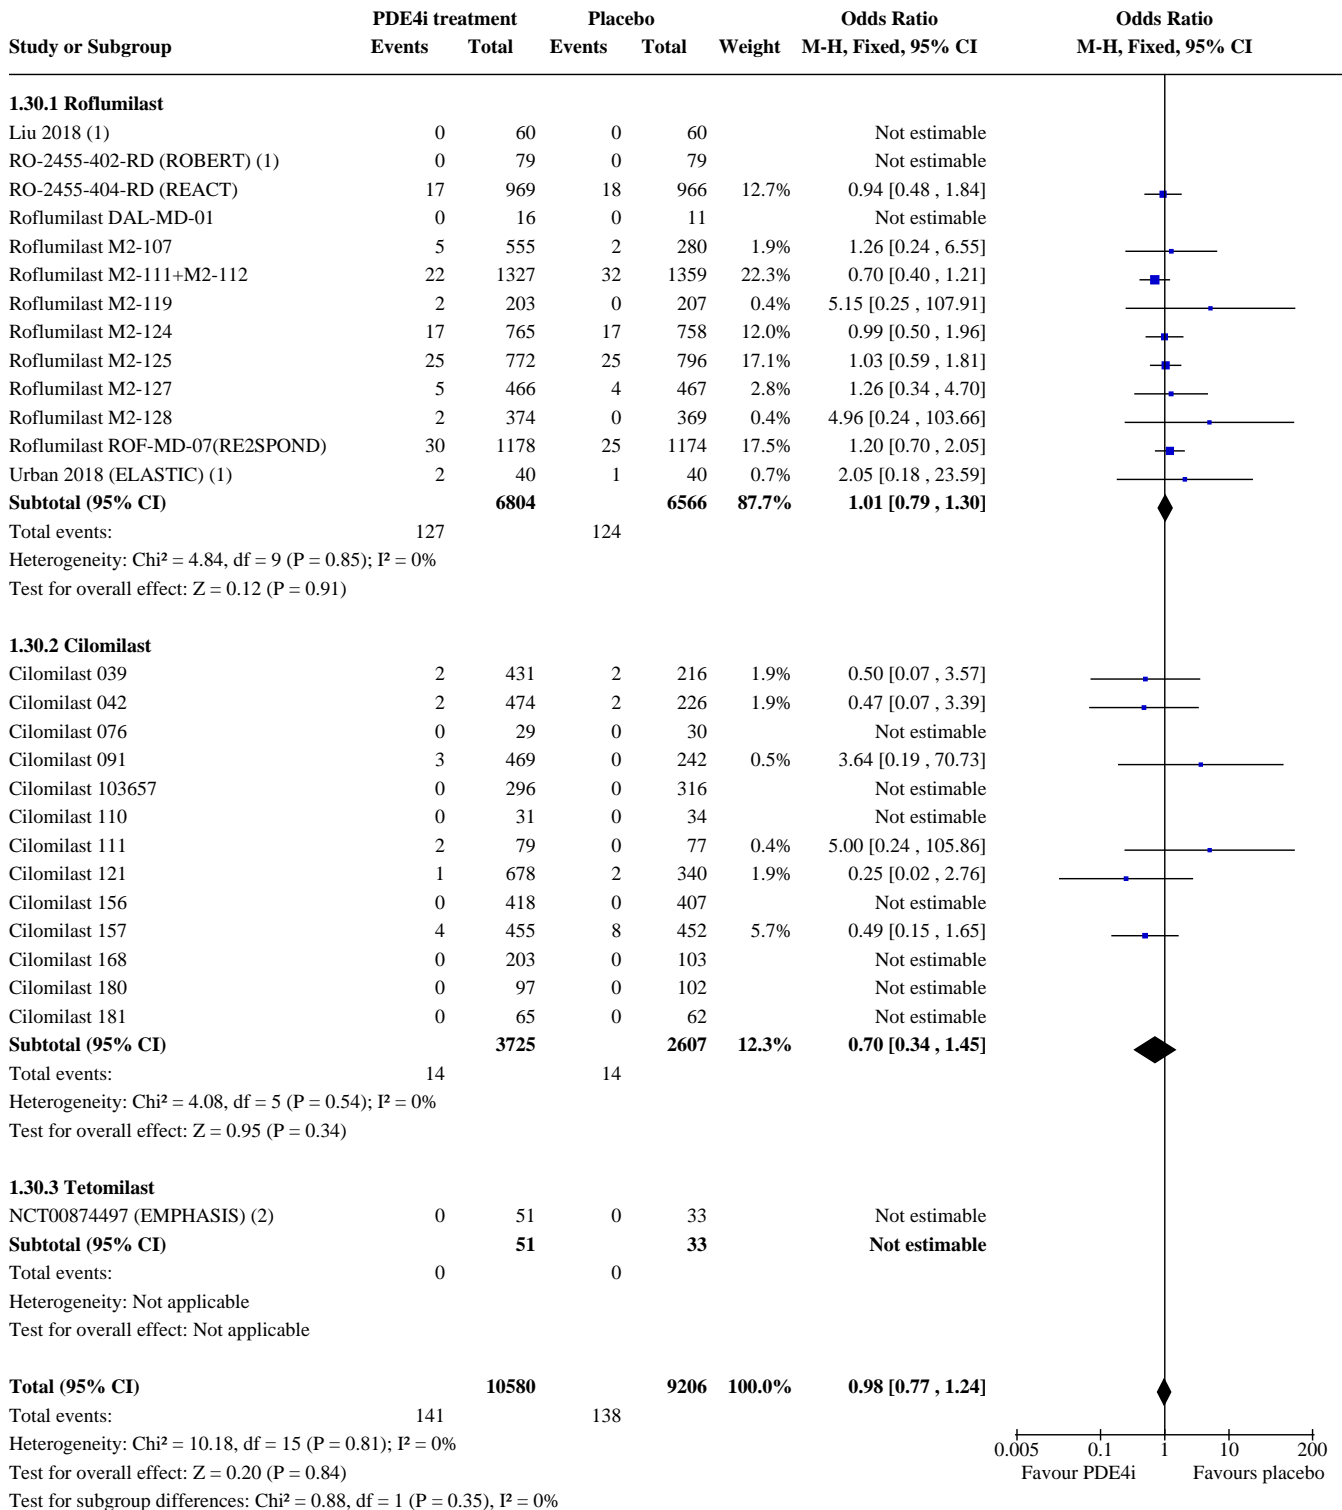 PDE4i treatment Placebo Odds Ratio Odds Ratio
Study or Subgroup Events Total Events Total Weight M-H, Fixed, 95% CI M-H, Fixed, 95% CI
1.30.1 Roflumilast
Liu 2018 (1) 0 60 0 60 Not estimable
RO-2455-402-RD (ROBERT) (1) 0 79 0 79 Not estimable
RO-2455-404-RD (REACT) 17 969 18 966 12.7% 0.94 [0.48 , 1.84]
Roflumilast DAL-MD-01 0 16 0 11 Not estimable
Roflumilast M2-107 5 555 2 280 1.9% 1.26 [0.24 , 6.55]
Roflumilast M2-111+M2-112 22 1327 32 1359 22.3% 0.70 [0.40 , 1.21]
Roflumilast M2-119 2 203 0 207 0.4% 5.15 [0.25 , 107.91]
Roflumilast M2-124 17 765 17 758 12.0% 0.99 [0.50 , 1.96]
Roflumilast M2-125 25 772 25 796 17.1% 1.03 [0.59 , 1.81]
Roflumilast M2-127 5 466 4 467 2.8% 1.26 [0.34 , 4.70]
Roflumilast M2-128 2 374 0 369 0.4% 4.96 [0.24 , 103.66]
Roflumilast ROF-MD-07(RE2SPOND) 30 1178 25 1174 17.5% 1.20 [0.70 , 2.05]
Urban 2018 (ELASTIC) (1) 2 40 1 40 0.7% 2.05 [0.18 , 23.59]
Subtotal (95% CI) 6804 6566 87.7% 1.01 [0.79 , 1.30]
Total events: 127 124
Heterogeneity: Chi² = 4.84, df = 9 (P = 0.85); I² = 0%
Test for overall effect: Z = 0.12 (P = 0.91)
1.30.2 Cilomilast
Cilomilast 039 2 431 2 216 1.9% 0.50 [0.07 , 3.57]
Cilomilast 042 2 474 2 226 1.9% 0.47 [0.07 , 3.39]
Cilomilast 076 0 29 0 30 Not estimable
Cilomilast 091 3 469 0 242 0.5% 3.64 [0.19 , 70.73]
Cilomilast 103657 0 296 0 316 Not estimable
Cilomilast 110 0 31 0 34 Not estimable
Cilomilast 111 2 79 0 77 0.4% 5.00 [0.24 , 105.86]
Cilomilast 121 1 678 2 340 1.9% 0.25 [0.02 , 2.76]
Cilomilast 156 0 418 0 407 Not estimable
Cilomilast 157 4 455 8 452 5.7% 0.49 [0.15 , 1.65]
Cilomilast 168 0 203 0 103 Not estimable
Cilomilast 180 0 97 0 102 Not estimable
Cilomilast 181 0 65 0 62 Not estimable
Subtotal (95% CI) 3725 2607 12.3% 0.70 [0.34 , 1.45]
Total events: 14 14
Heterogeneity: Chi² = 4.08, df = 5 (P = 0.54); I² = 0%
Test for overall effect: Z = 0.95 (P = 0.34)
1.30.3 Tetomilast
NCT00874497 (EMPHASIS) (2) 0 51 0 33 Not estimable
Subtotal (95% CI) 51 33 Not estimable
Total events: 0 0
Heterogeneity: Not applicable
Test for overall effect: Not applicable
Total (95% CI) 10580 9206 100.0% 0.98 [0.77 , 1.24]
Total events: 141 138
Heterogeneity: Chi² = 10.18, df = 15 (P = 0.81); I² = 0%
Test for overall effect: Z = 0.20 (P = 0.84)
Test for subgroup differences: Chi² = 0.88, df = 1 (P = 0.35), I² = 0%
0.005 0.1 1 10 200
Favour PDE4i Favours placebo